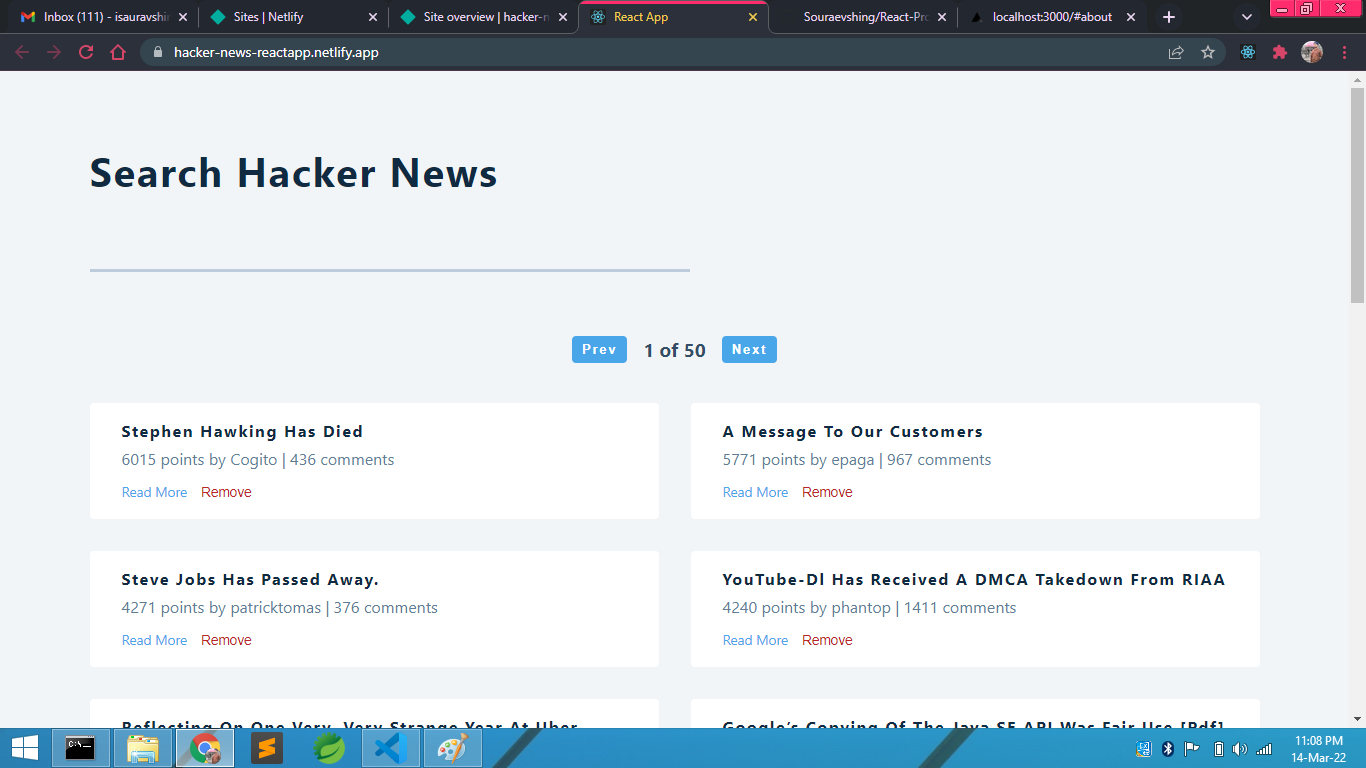 Inbox (111) - isauravshi
Sites | Netlify
Site overview | hacker-n
React App
Souraevshing/React-Pro
localhost:3000/#about
hacker-news-reactapp.netlify.app
Search Hacker News
Prev 1 of 50 Next
Stephen Hawking Has Died
6015 points by Cogito | 436 comments
Read More Remove
A Message To Our Customers
5771 points by epaga | 967 comments
Read More Remove
Steve Jobs Has Passed Away.
4271 points by patricktomas | 376 comments
Read More Remove
YouTube-Dl Has Received A DMCA Takedown From RIAA
4240 points by phantop | 1411 comments
Read More Remove
Reflecting On One Very, Very Strange Year At Uber
Google's Copying Of The Java SE API Was Fair Use [Pdf]
C:\_
11:08 PM
14-Mar-22